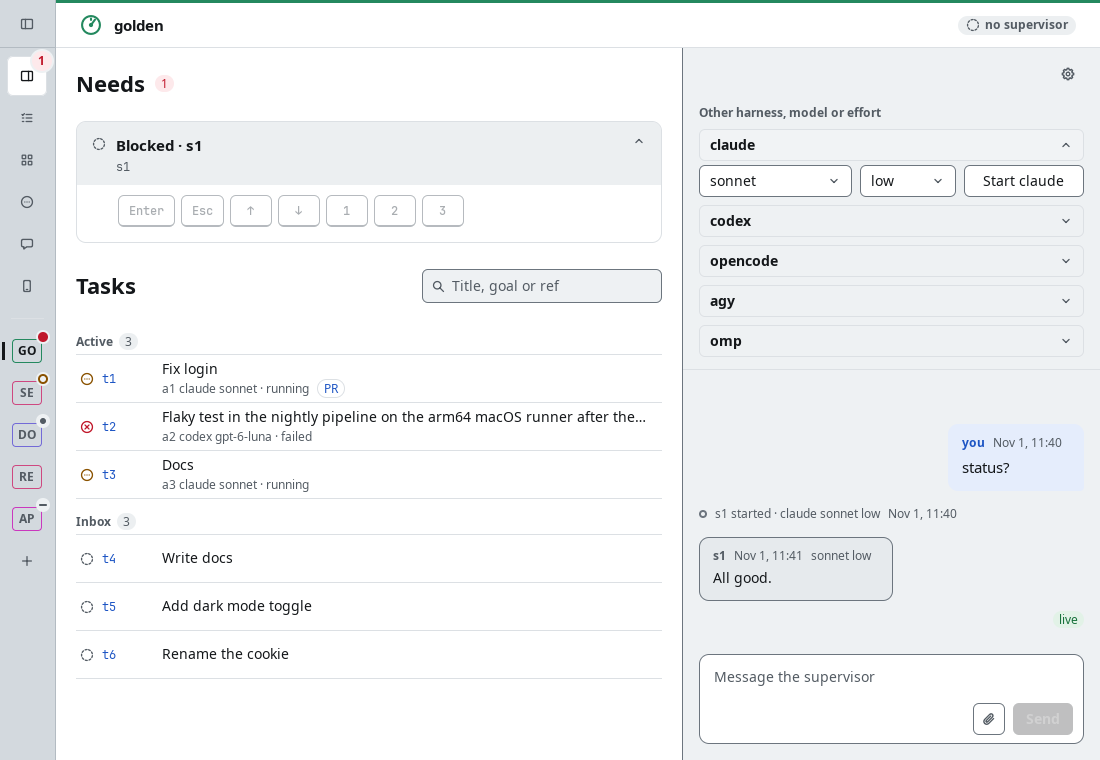 golden
no supervisor
1
GO
SE
DO
RE
AP
Needs 1
Blocked · s1
s1
Enter Esc ↑ ↓ 1 2 3
Tasks
Title, goal or ref
Active 3
t1 Fix login
a1 claude sonnet · running PR
t2 Flaky test in the nightly pipeline on the arm64 macOS runner after the…
a2 codex gpt-6-luna · failed
t3 Docs
a3 claude sonnet · running
Inbox 3
t4 Write docs
t5 Add dark mode toggle
t6 Rename the cookie
Other harness, model or effort
claude
sonnet low Start claude
codex
opencode
agy
omp
you Nov 1, 11:40
status?
s1 started · claude sonnet low Nov 1, 11:40
s1 Nov 1, 11:41 sonnet low
All good.
live
Message the supervisor
Send